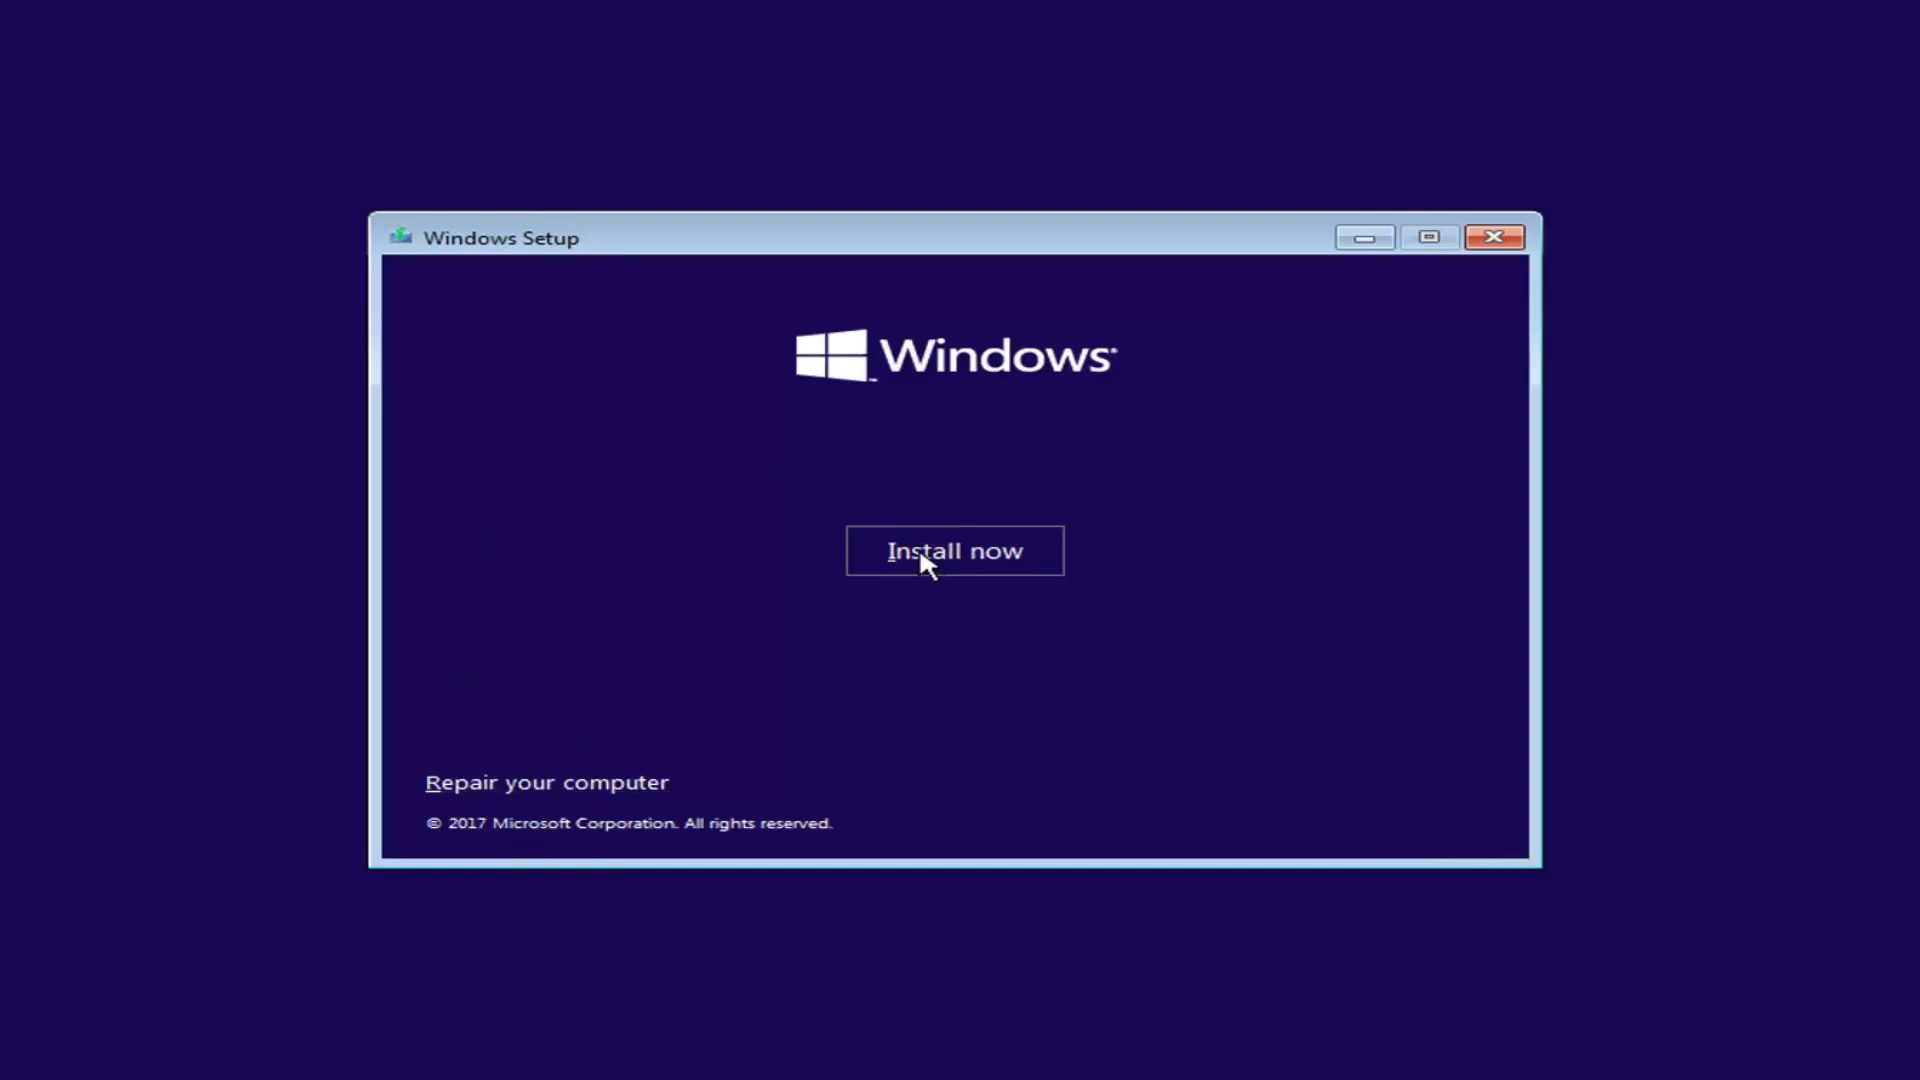 Windows Setup
Windows
Install now
Repair your computer
© 2017 Microsoft Corporation. All rights reserved.